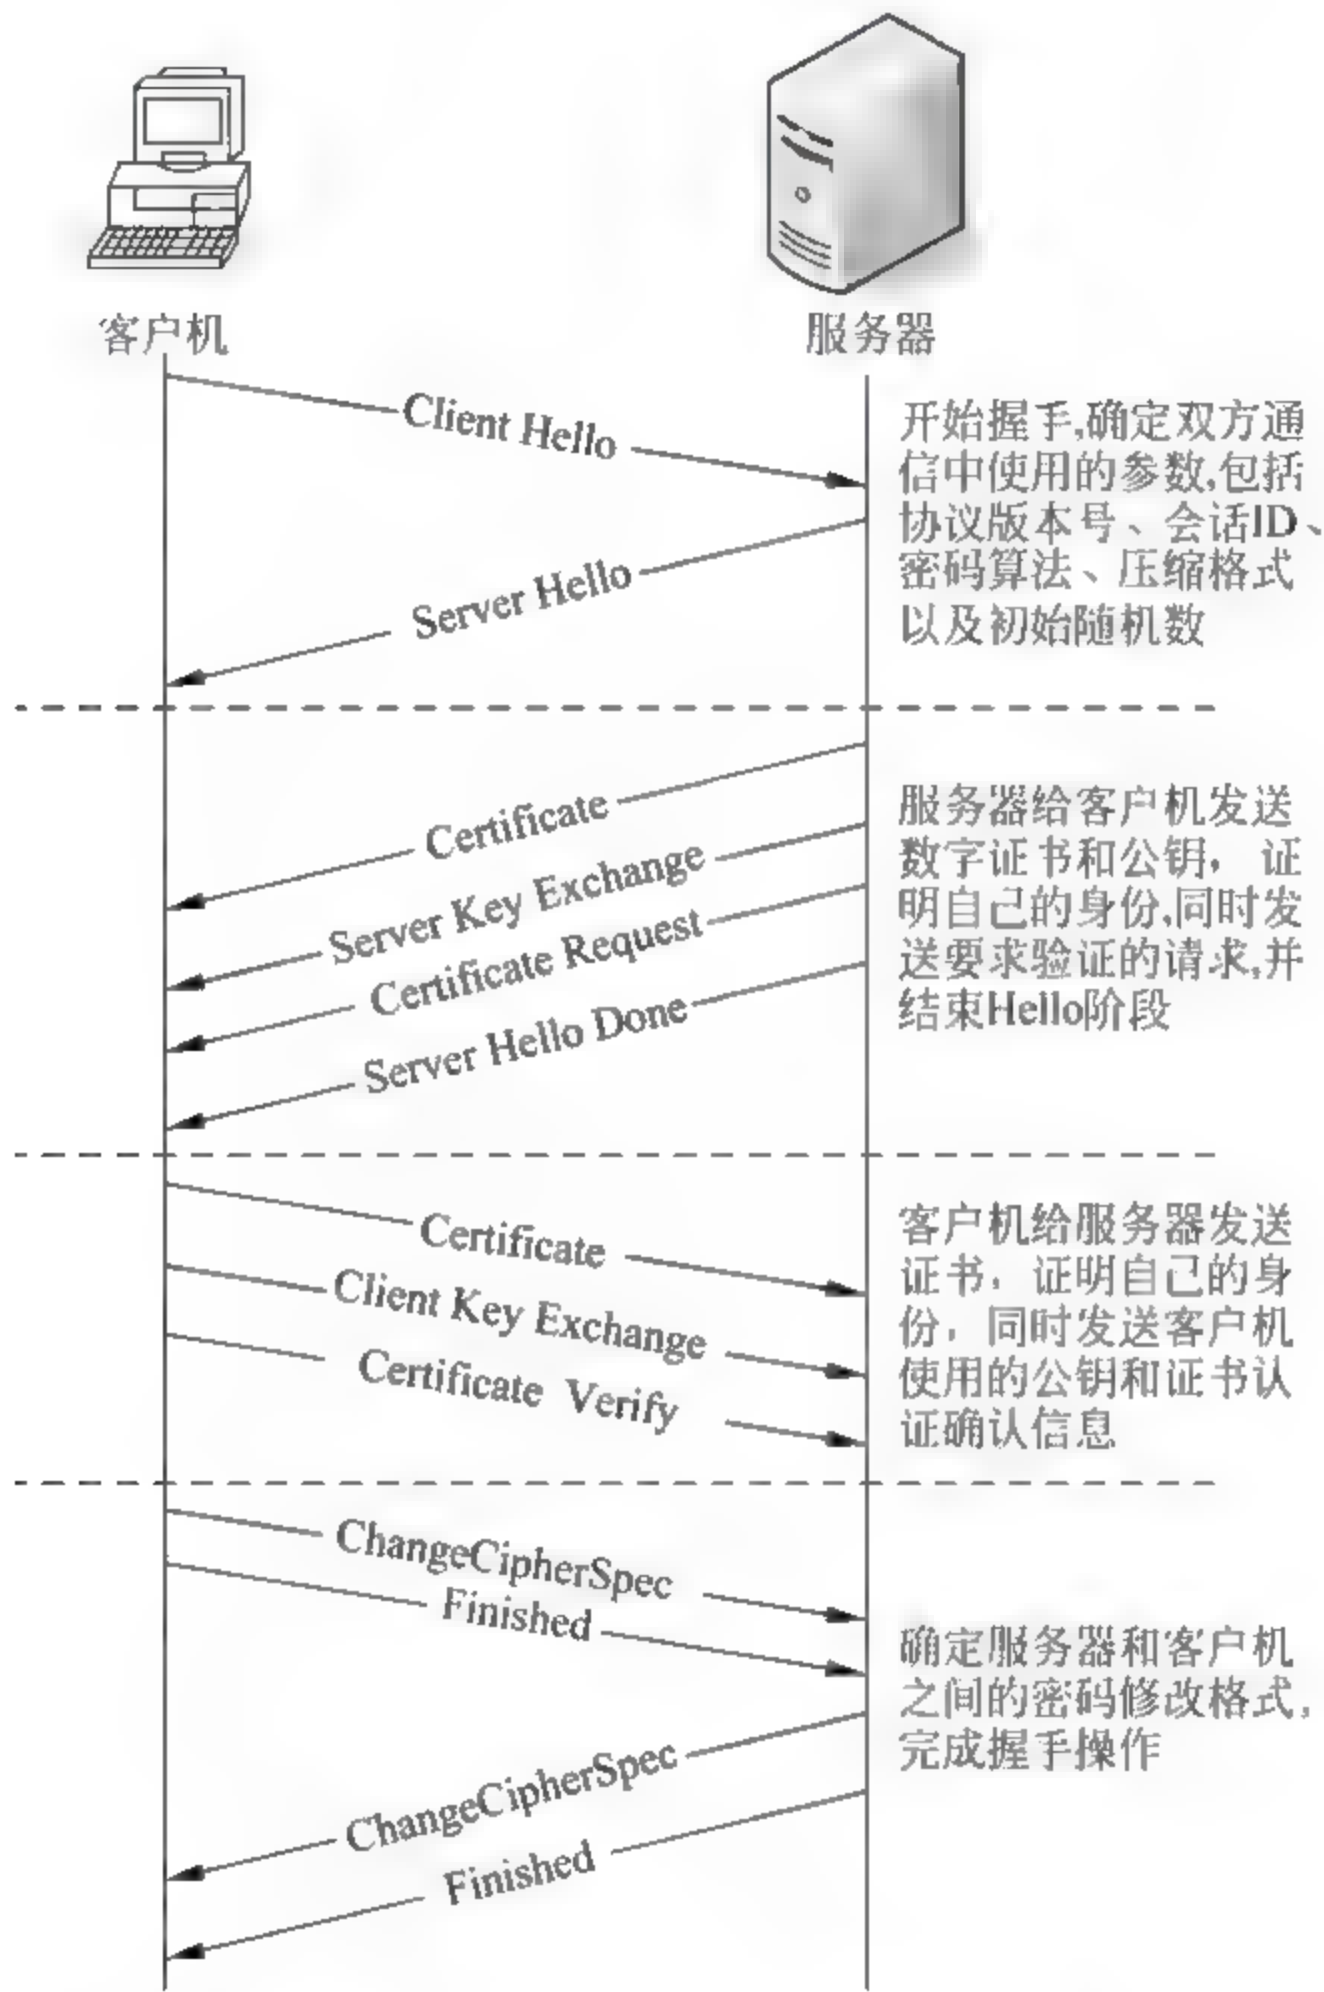 客户机
服务器
Client Hello
开始握手,确定双方通
信中使用的参数,包括
协议版本号、会话ID、
密码算法、压缩格式
以及初始随机数
Server Hello
Certificate
Server Key Exchange
Certificate Request
Server Hello Done
服务器给客户机发送
数字证书和公钥，证
明自己的身份,同时发
送要求验证的请求,并
结束Hello阶段
Certificate
Client Key Exchange
Certificate Verify
客户机给服务器发送
证书，证明自己的身
份，同时发送客户机
使用的公钥和证书认
证确认信息
ChangeCipherSpec
Finished
确定服务器和客户机
之间的密码修改格式，
完成握手操作
ChangeCipherSpec
Finished